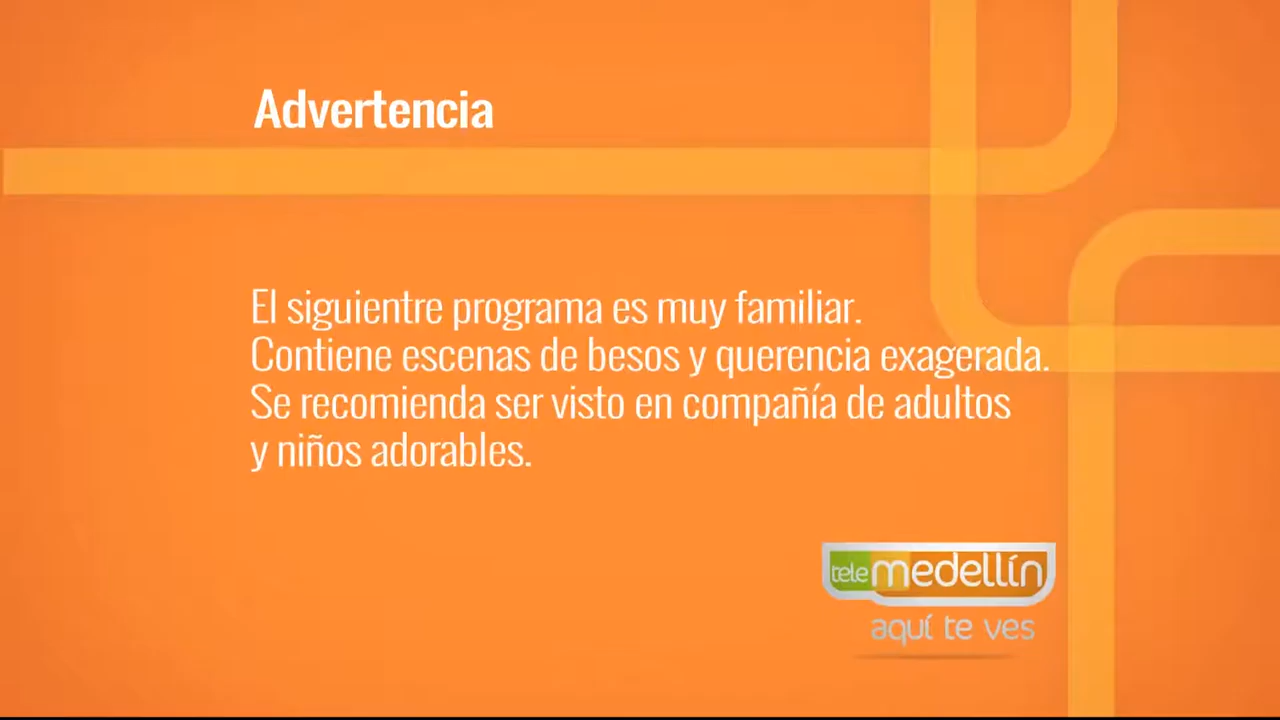 Advertencia
El siguientre programa es muy familiar.
Contiene escenas de besos y querencia exagerada.
Se recomienda ser visto en compañía de adultos
y niños adorables.
tele medellín
aquí te ves